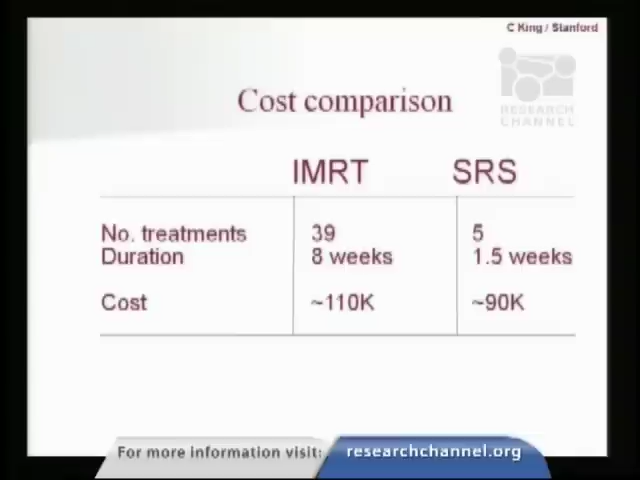 C King / Stanford
RESEARCH
CHANNEL
Cost comparison
IMRT SRS
No. treatments 39 5
Duration 8 weeks 1.5 weeks
Cost ~110K ~90K
For more information visit: researchchannel.org